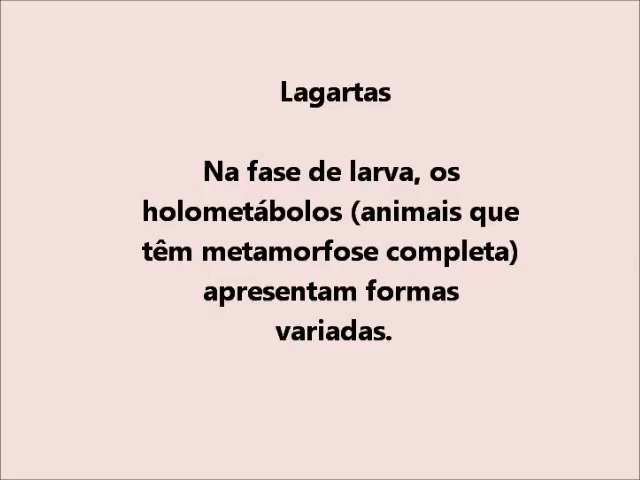 Lagartas
Na fase de larva, os
holometábolos (animais que
têm metamorfose completa)
apresentam formas
variadas.